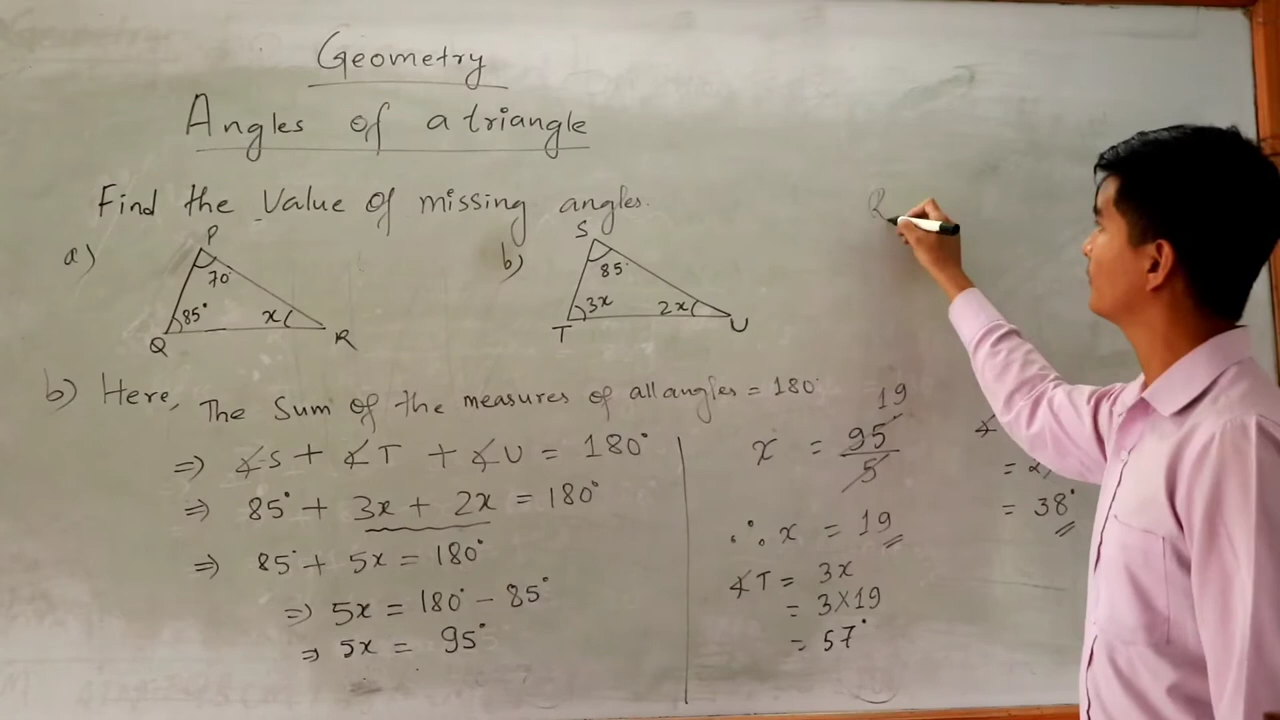 Geometry
Angles of a triangle
Find the Value of missing angles.
a)
P
70°
85°
x
Q
R
b)
S
85°
3x
2x
T
U
b) Here, The Sum of the measures of all angles = 180°
⇒ ∡S + ∡T + ∡U = 180°
⇒ 85° + 3x + 2x = 180°
⇒ 85° + 5x = 180°
⇒ 5x = 180° - 85°
⇒ 5x = 95°
19
x = 95° / 5
∴ x = 19
∡T = 3x
= 3×19
= 57°
∡
= 2
= 38°